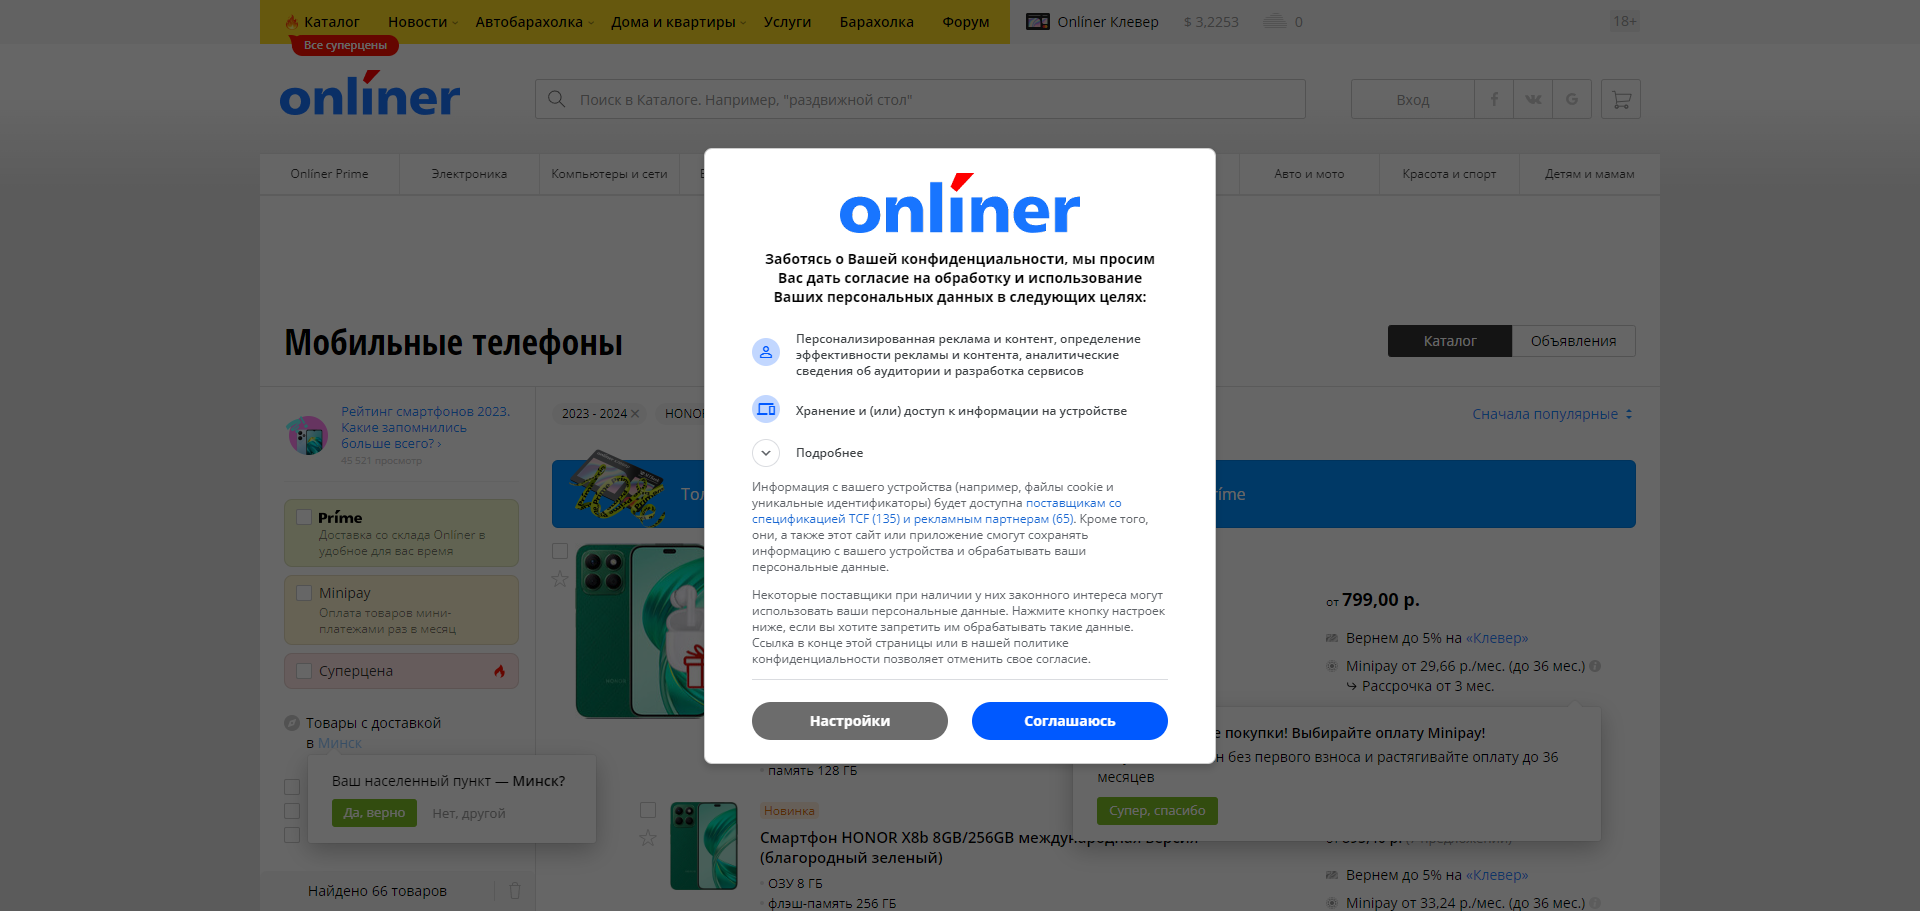 Каталог Новости Автобарахолка Дома и квартиры Услуги Барахолка Форум Onlíner Клевер $ 3,2253 0 18+
Все суперцены
onlíner
Поиск в Каталоге. Например, "раздвижной стол"
Вход
Onlíner Prime Электроника Компьютеры и сети Авто и мото Красота и спорт Детям и мамам
Мобильные телефоны
Каталог Объявления
Рейтинг смартфонов 2023.
Какие запомнились
больше всего? ›
45 521 просмотр
Príme
Доставка со склада Onlíner в
удобное для вас время
Minipay
Оплата товаров мини-
платежами раз в месяц
Суперцена
Товары с доставкой
в Минск
Ваш населенный пункт — Минск?
Да, верно Нет, другой
Найдено 66 товаров
2023 - 2024
Сначала популярные
onlíner
Заботясь о Вашей конфиденциальности, мы просим
Вас дать согласие на обработку и использование
Ваших персональных данных в следующих целях:
Персонализированная реклама и контент, определение
эффективности рекламы и контента, аналитические
сведения об аудитории и разработка сервисов
Хранение и (или) доступ к информации на устройстве
Подробнее
Информация с вашего устройства (например, файлы cookie и
уникальные идентификаторы) будет доступна поставщикам со
спецификацией TCF (135) и рекламным партнерам (65). Кроме того,
они, а также этот сайт или приложение смогут сохранять
информацию с вашего устройства и обрабатывать ваши
персональные данные.
Некоторые поставщики при наличии у них законного интереса могут
использовать ваши персональные данные. Нажмите кнопку настроек
ниже, если вы хотите запретить им обрабатывать такие данные.
Ссылка в конце этой страницы или в нашей политике
конфиденциальности позволяет отменить свое согласие.
Настройки Соглашаюсь
от 799,00 р.
Вернем до 5% на «Клевер»
Minipay от 29,66 р./мес. (до 36 мес.)
Рассрочка от 3 мес.
покупки! Выбирайте оплату Minipay!
без первого взноса и растягивайте оплату до 36
месяцев
Супер, спасибо
память 128 ГБ
Новинка
Смартфон HONOR X8b 8GB/256GB международная версия
(благородный зеленый)
ОЗУ 8 ГБ
флэш-память 256 ГБ
Вернем до 5% на «Клевер»
Minipay от 33,24 р./мес. (до 36 мес.)